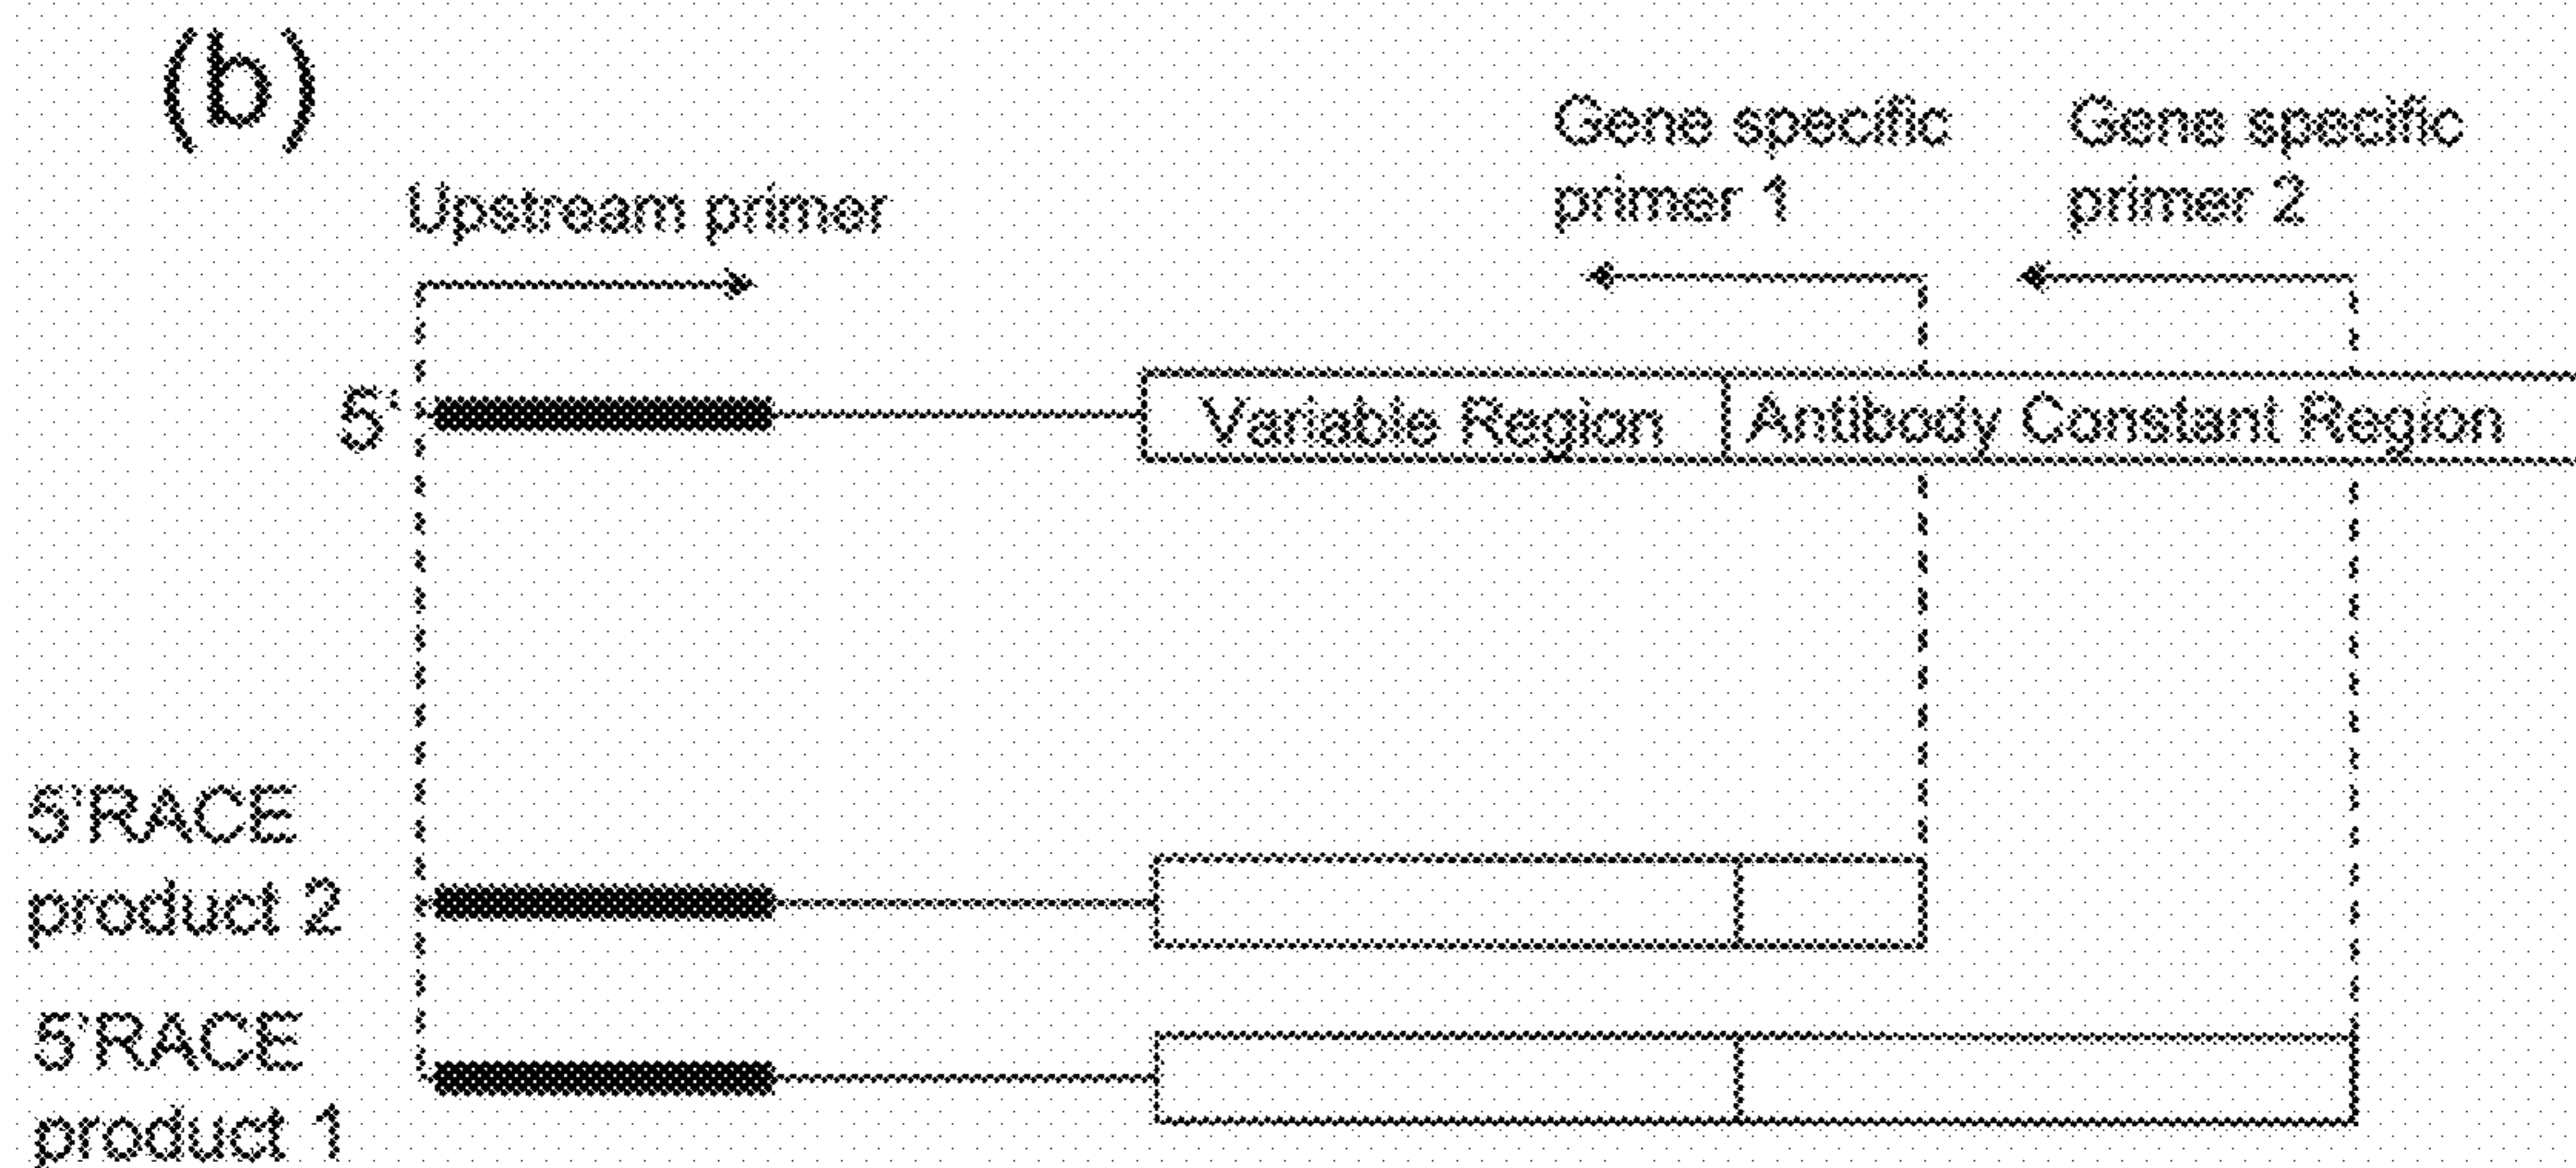 (b)
Gene specific
primer 1
Gene specific
primer 2
Upstream primer
5'
Variable Region
Antibody Constant Region
5'RACE
product 2
5'RACE
product 1